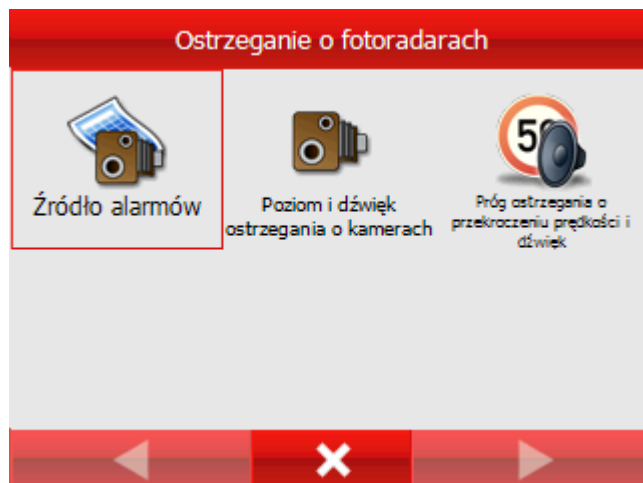 Ostrzeganie o fotoradarach
Źródło alarmów
Poziom i dźwięk
ostrzegania o kamerach
50
Próg ostrzegania o
przekroczeniu prędkości i
dźwięk